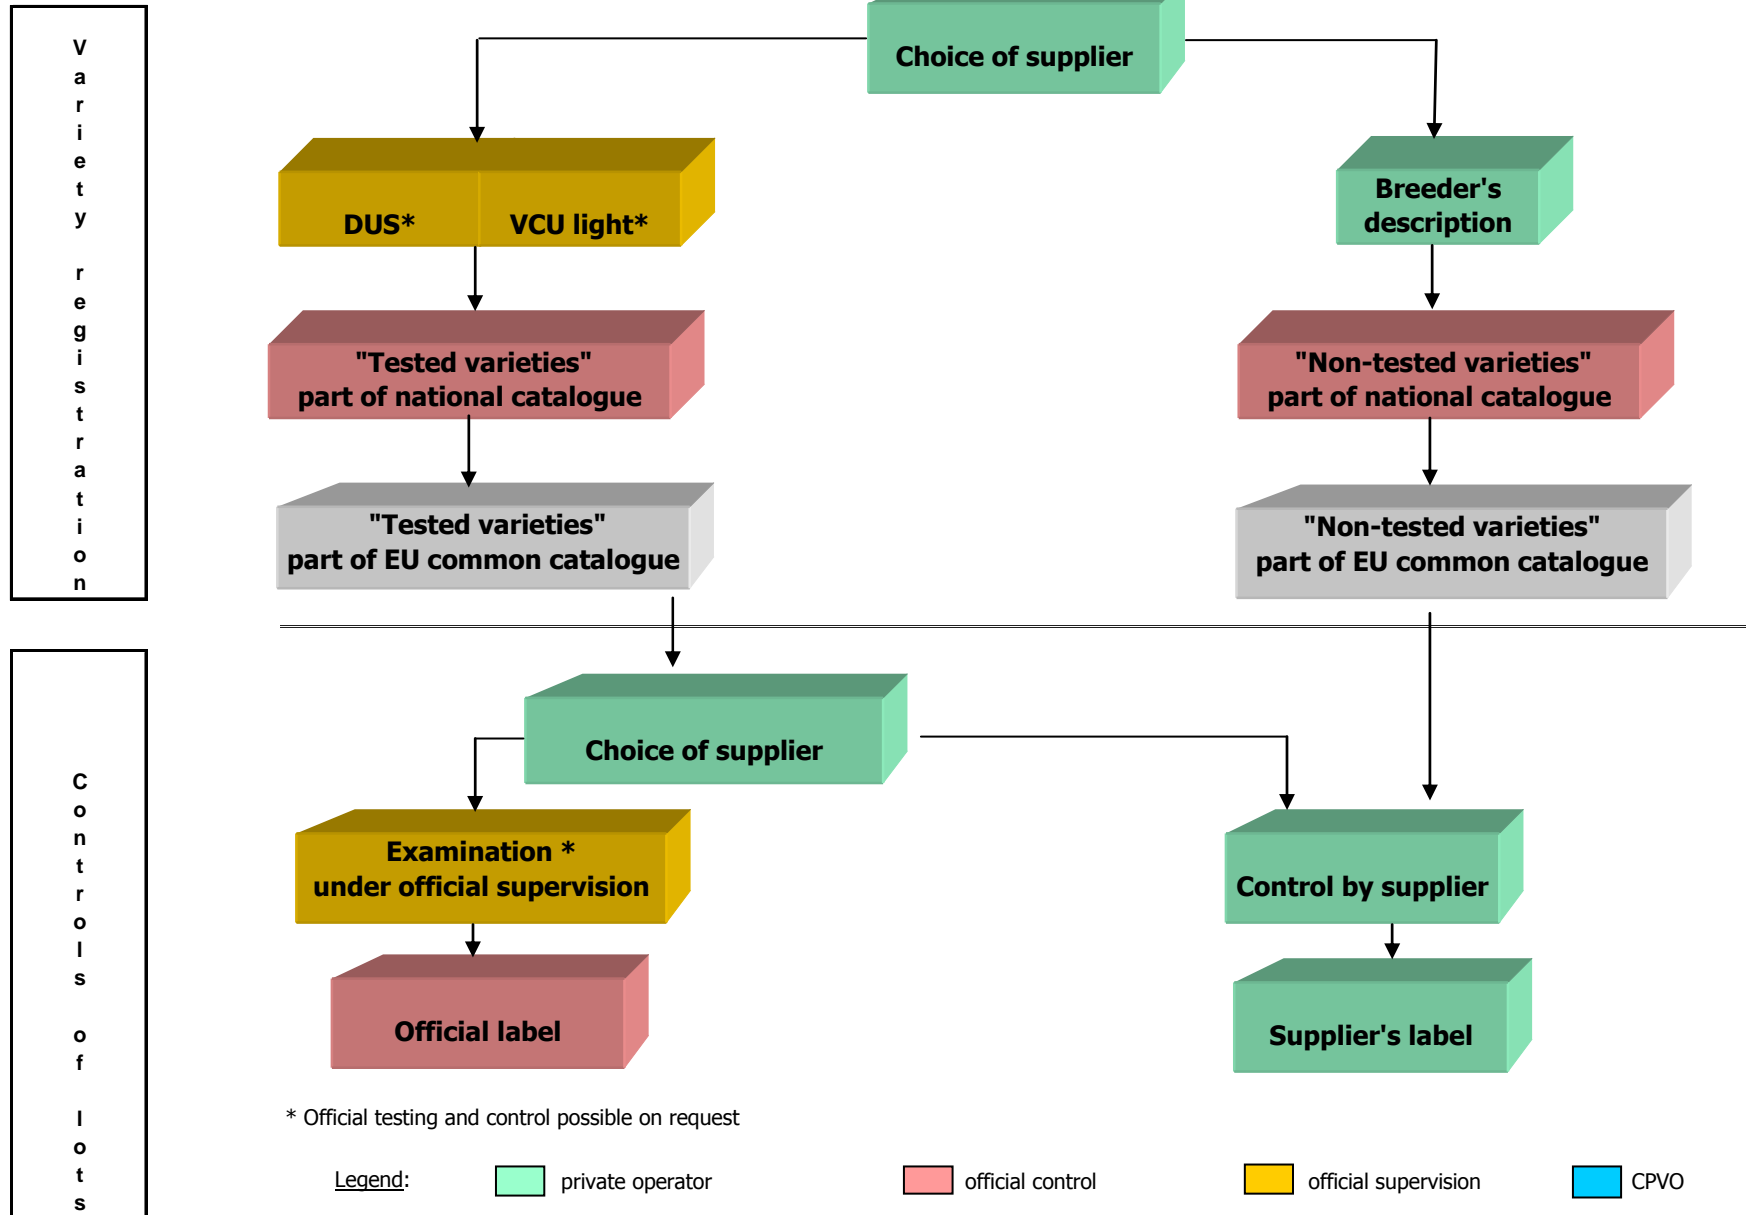 Variety registration
Choice of supplier
DUS*
VCU light*
Breeder's
description
"Tested varieties"
part of national catalogue
"Non-tested varieties"
part of national catalogue
"Tested varieties"
part of EU common catalogue
"Non-tested varieties"
part of EU common catalogue
Controls of lots
Choice of supplier
Examination *
under official supervision
Control by supplier
Official label
Supplier's label
* Official testing and control possible on request
Legend:
private operator
official control
official supervision
CPVO